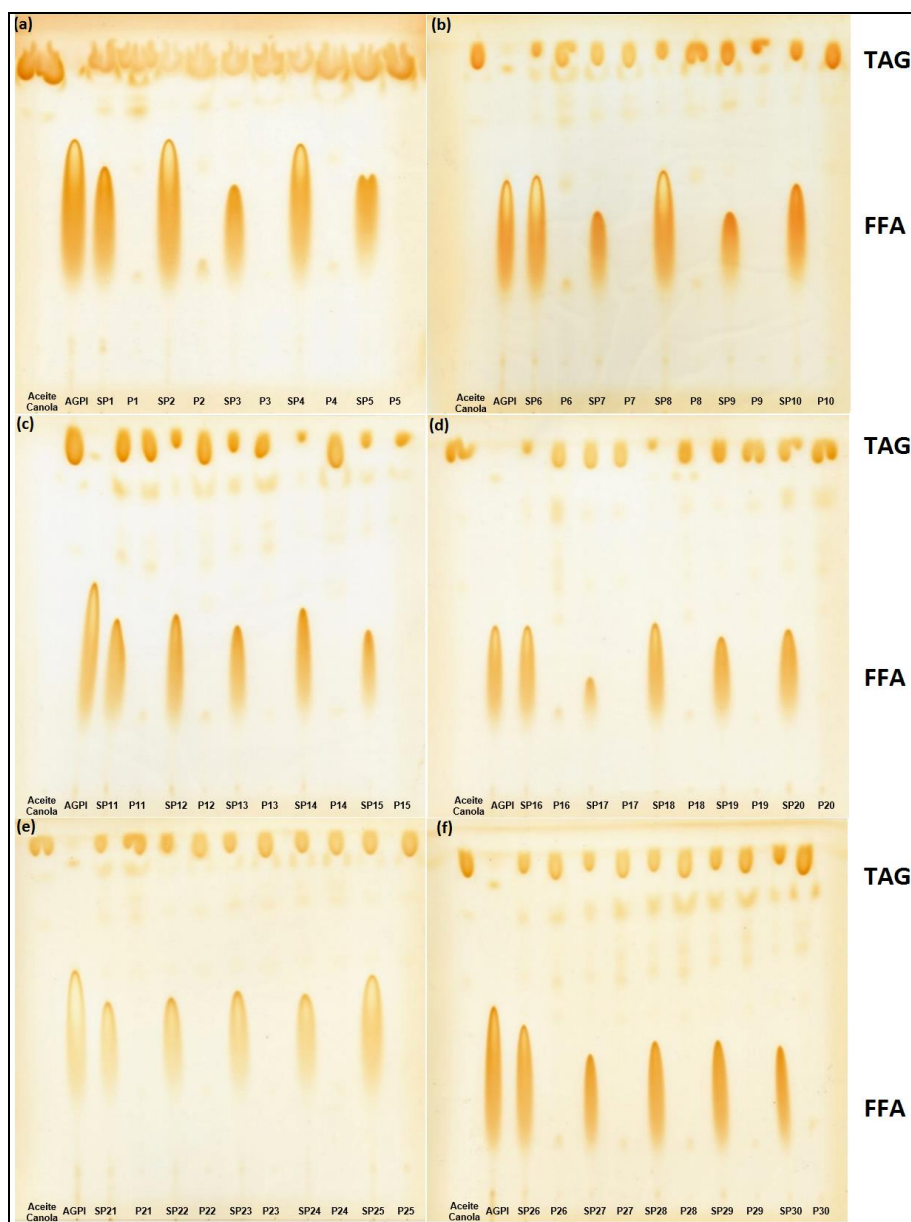 (a)
(b)
TAG
FFA
Aceite
Canola AGPI SP1 P1 SP2 P2 SP3 P3 SP4 P4 SP5 P5
Aceite
Canola AGPI SP6 P6 SP7 P7 SP8 P8 SP9 P9 SP10 P10
(c)
(d)
TAG
FFA
Aceite
Canola AGPI SP11 P11 SP12 P12 SP13 P13 SP14 P14 SP15 P15
Aceite
Canola AGPI SP16 P16 SP17 P17 SP18 P18 SP19 P19 SP20 P20
(e)
(f)
TAG
FFA
Aceite
Canola AGPI SP21 P21 SP22 P22 SP23 P23 SP24 P24 SP25 P25
Aceite
Canola AGPI SP26 P26 SP27 P27 SP28 P28 SP29 P29 SP30 P30